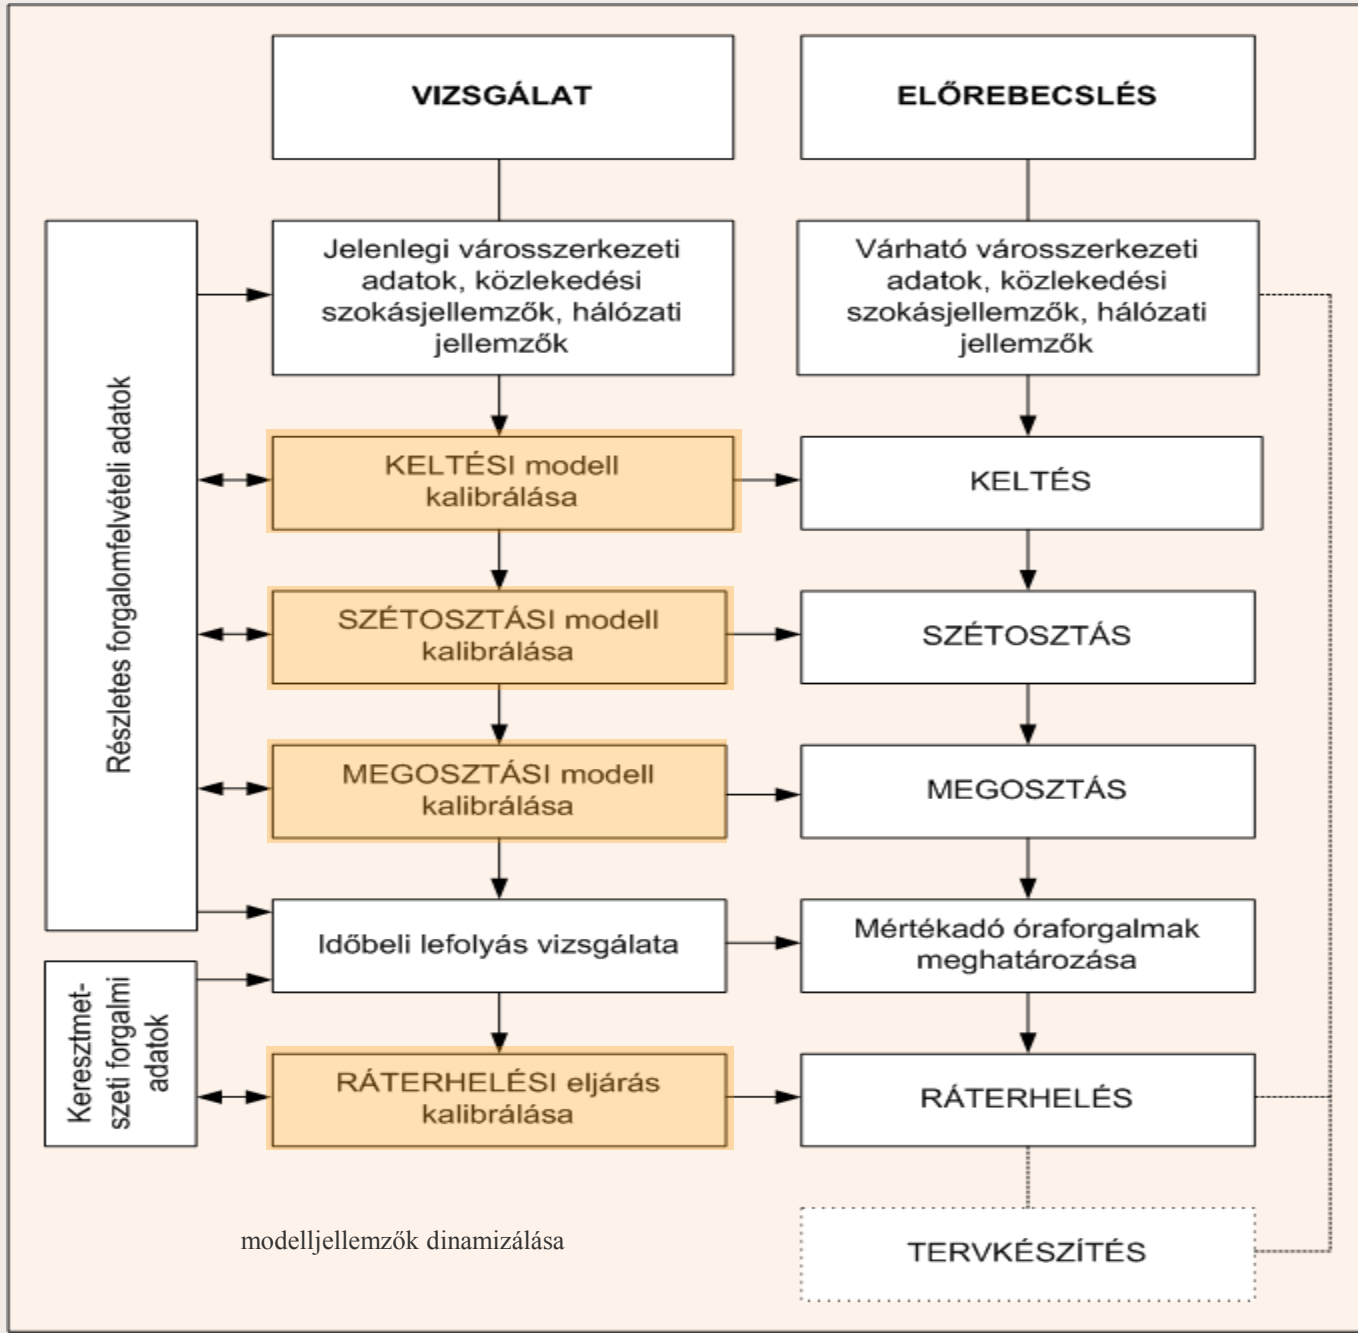 VIZSGÁLAT
ELŐREBECSLÉS
Részletes forgalomfelvételi adatok
Jelenlegi városszerkezeti
adatok, közlekedési
szokásjellemzők, hálózati
jellemzők
Várható városszerkezeti
adatok, közlekedési
szokásjellemzők, hálózati
jellemzők
KELTÉSI modell
kalibrálása
KELTÉS
SZÉTOSZTÁSI modell
kalibrálása
SZÉTOSZTÁS
MEGOSZTÁSI modell
kalibrálása
MEGOSZTÁS
Időbeli lefolyás vizsgálata
Mértékadó óraforgalmak
meghatározása
Keresztmet-
szeti forgalmi
adatok
RÁTERHELÉSI eljárás
kalibrálása
RÁTERHELÉS
modelljellemzők dinamizálása
TERVKÉSZÍTÉS